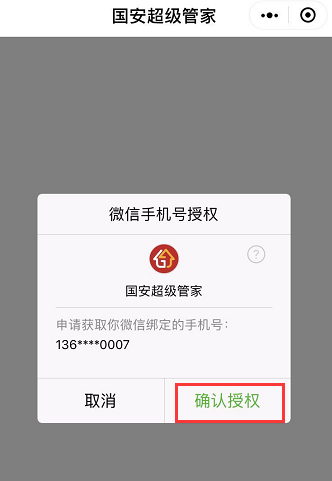 国安超级管家
微信手机号授权
?
国安超级管家
申请获取你微信绑定的手机号:
136****0007
取消
确认授权